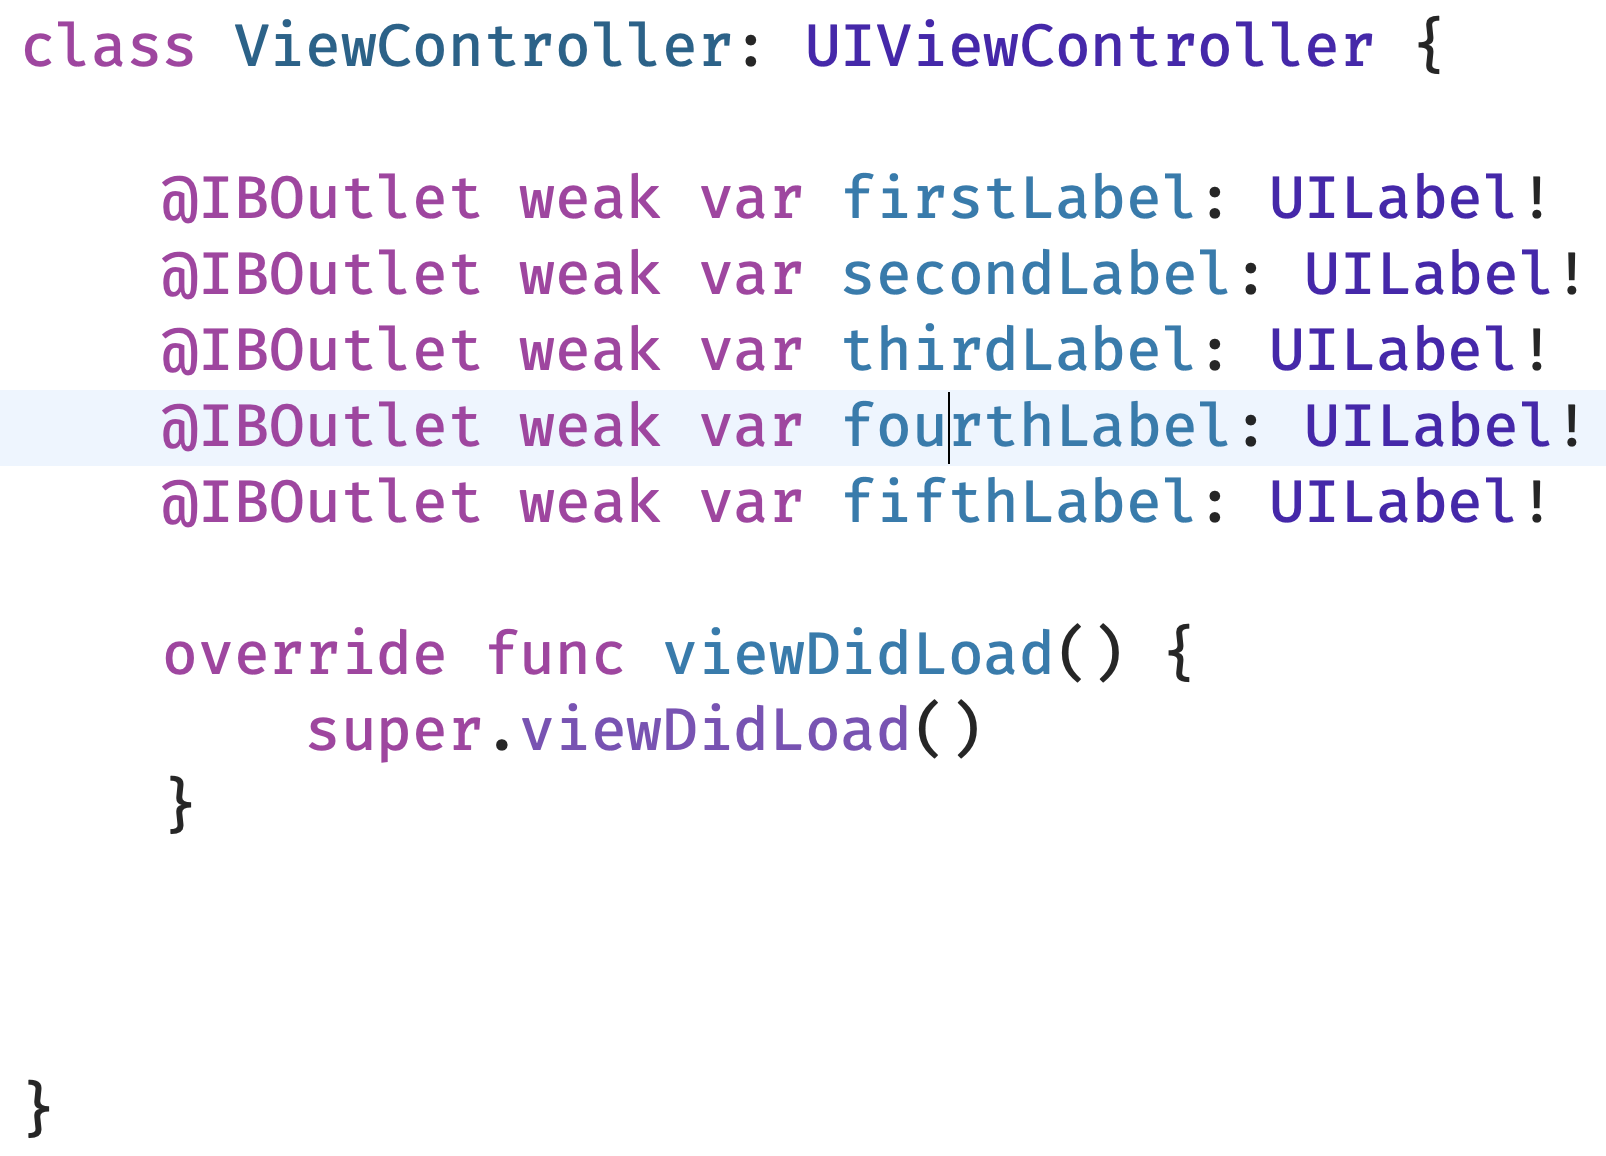 class ViewController: UIViewController {
@IBOutlet weak var firstLabel: UILabel!
@IBOutlet weak var secondLabel: UILabel!
@IBOutlet weak var thirdLabel: UILabel!
@IBOutlet weak var fourthLabel: UILabel!
@IBOutlet weak var fifthLabel: UILabel!
override func viewDidLoad() {
super.viewDidLoad()
}
}